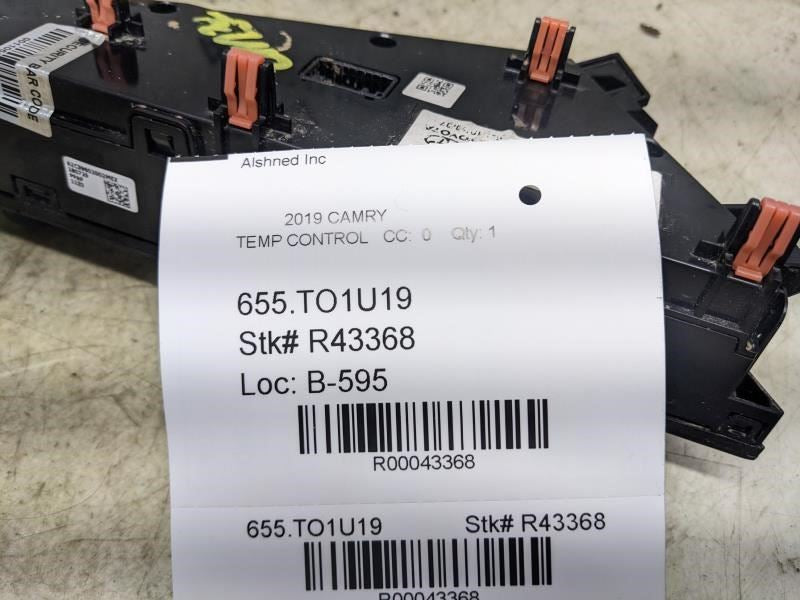 SECURITY BAR CODE
Alshned Inc
2019 CAMRY
TEMP CONTROL CC: 0 Qty: 1
655.TO1U19
Stk# R43368
Loc: B-595
R00043368
655.TO1U19 Stk# R43368
R00043368